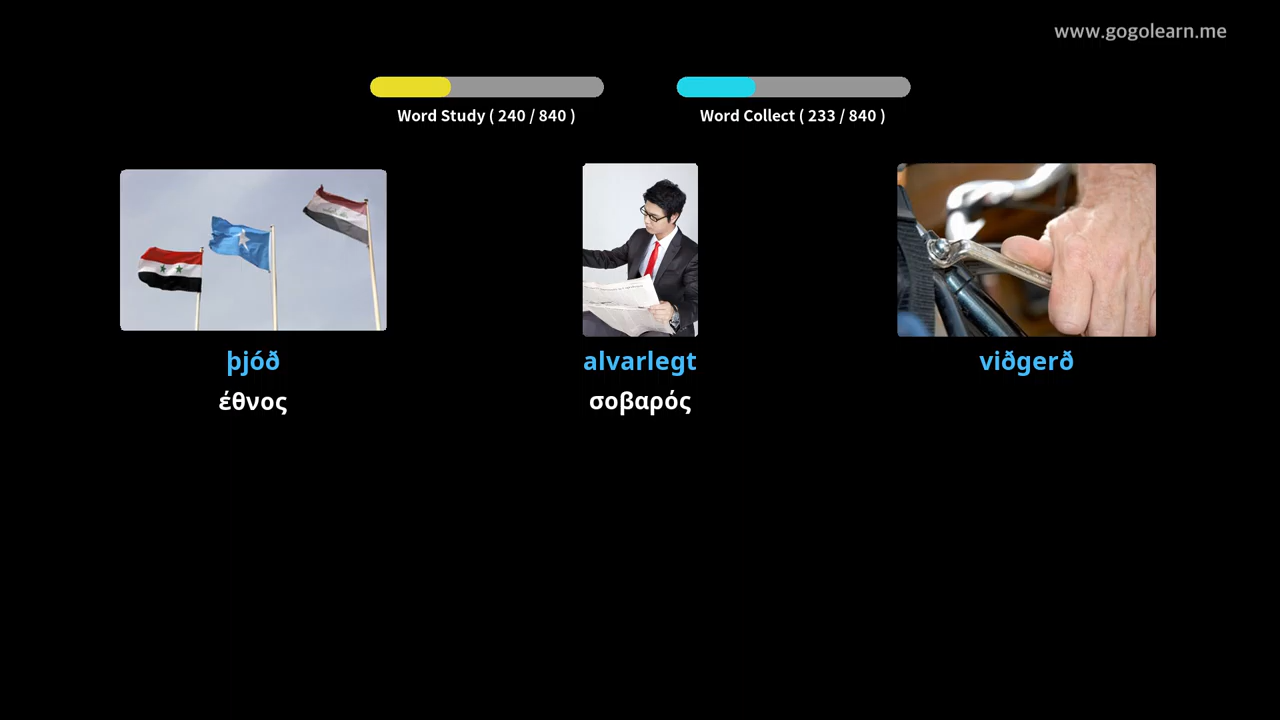 www.gogolearn.me
Word Study ( 240 / 840 )
Word Collect ( 233 / 840 )
þjóð
έθνος
alvarlegt
σοβαρός
viðgerð